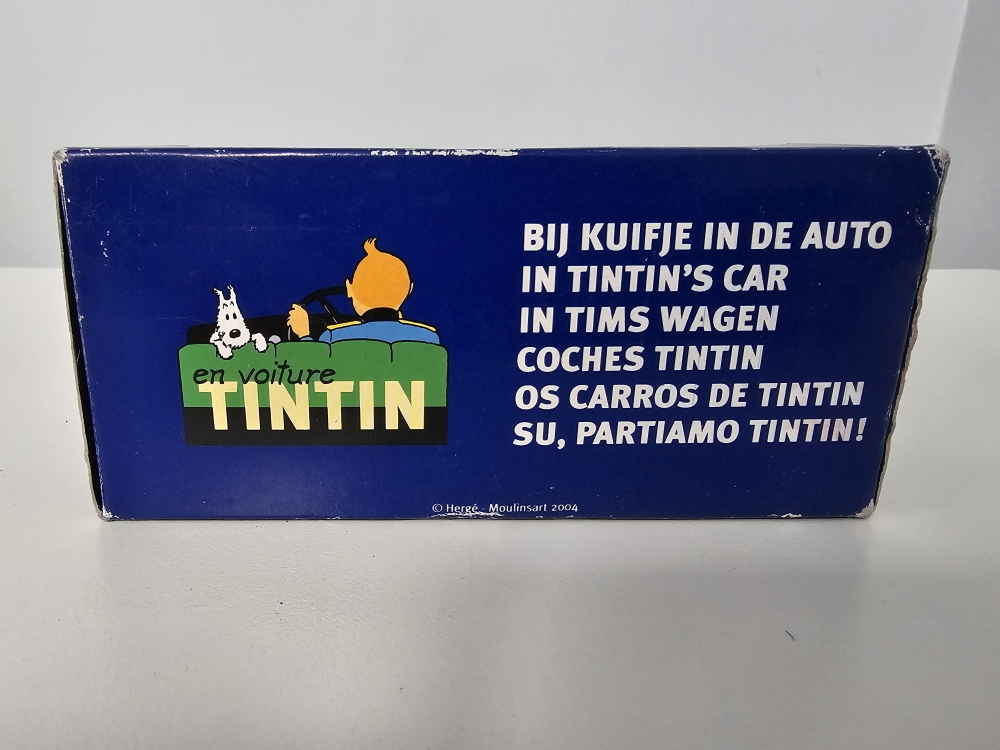 en voiture
TINTIN
BIJ KUIFJE IN DE AUTO
IN TINTIN'S CAR
IN TIMS WAGEN
COCHES TINTIN
OS CARROS DE TINTIN
SU, PARTIAMO TINTIN!
© Hergé - Moulinsart 2004